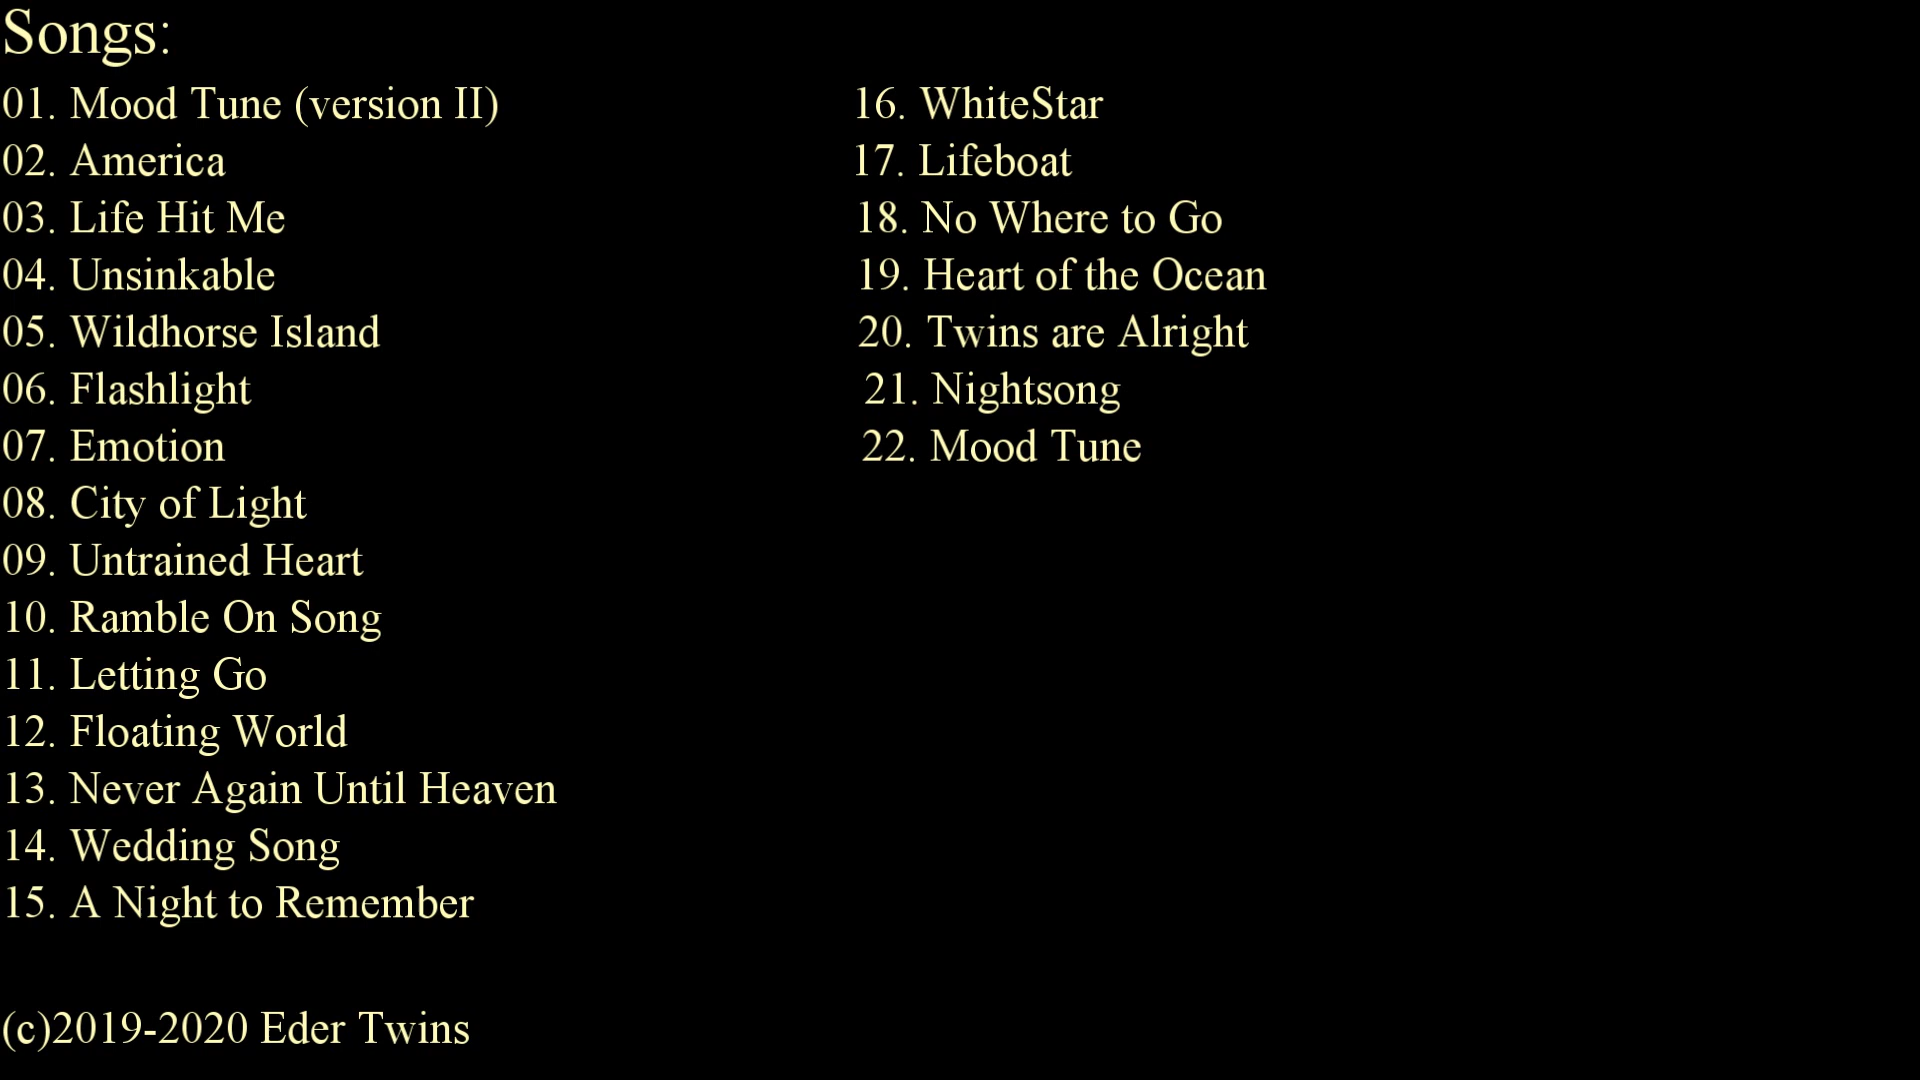 Songs:
01. Mood Tune (version II)
02. America
03. Life Hit Me
04. Unsinkable
05. Wildhorse Island
06. Flashlight
07. Emotion
08. City of Light
09. Untrained Heart
10. Ramble On Song
11. Letting Go
12. Floating World
13. Never Again Until Heaven
14. Wedding Song
15. A Night to Remember
16. WhiteStar
17. Lifeboat
18. No Where to Go
19. Heart of the Ocean
20. Twins are Alright
21. Nightsong
22. Mood Tune
(c)2019-2020 Eder Twins